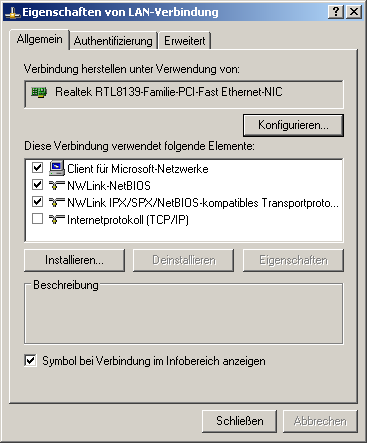 Eigenschaften von LAN-Verbindung
Allgemein Authentifizierung Erweitert
Verbindung herstellen unter Verwendung von:
Realtek RTL8139-Familie-PCI-Fast Ethernet-NIC
Konfigurieren...
Diese Verbindung verwendet folgende Elemente:
Client für Microsoft-Netzwerke
NWLink-NetBIOS
NWLink IPX/SPX/NetBIOS-kompatibles Transportproto...
Internetprotokoll (TCP/IP)
Installieren... Deinstallieren Eigenschaften
Beschreibung
Symbol bei Verbindung im Infobereich anzeigen
Schließen Abbrechen